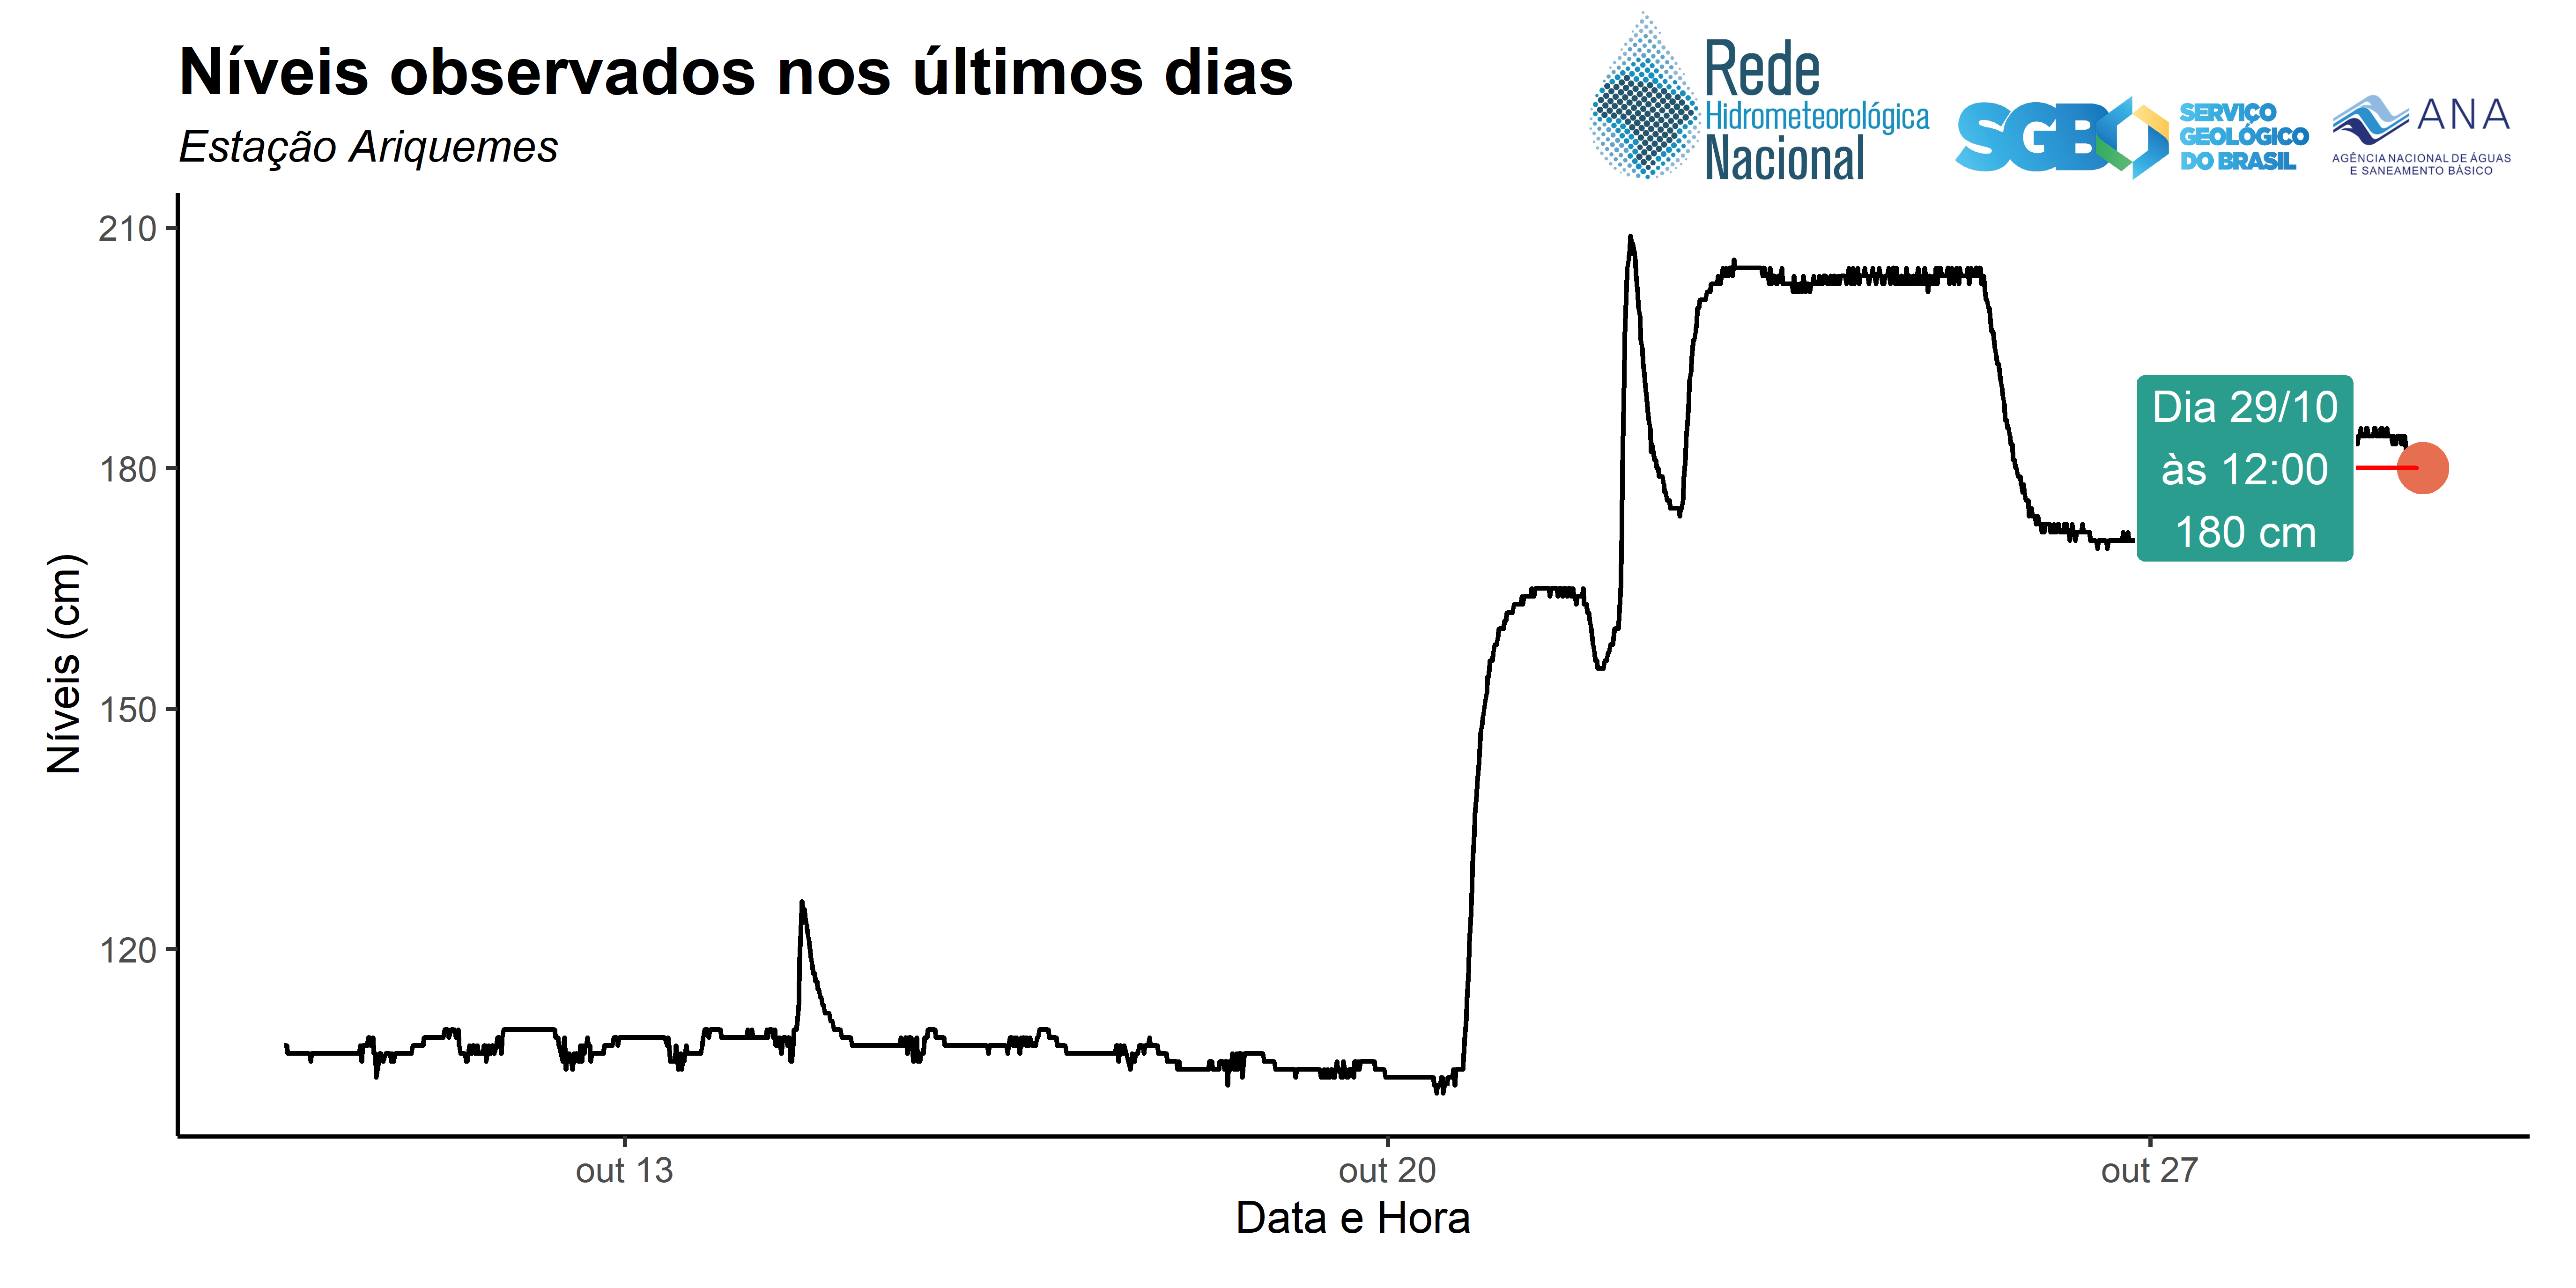 Níveis observados nos últimos dias
Estação Ariquemes
Rede
Hidrometeorológica
Nacional
SGB
SERVIÇO
GEOLÓGICO
DO BRASIL
ANA
AGÊNCIA NACIONAL DE ÁGUAS
E SANEAMENTO BÁSICO
210
180
150
120
Níveis (cm)
Dia 29/10
às 12:00
180 cm
out 13
out 20
out 27
Data e Hora